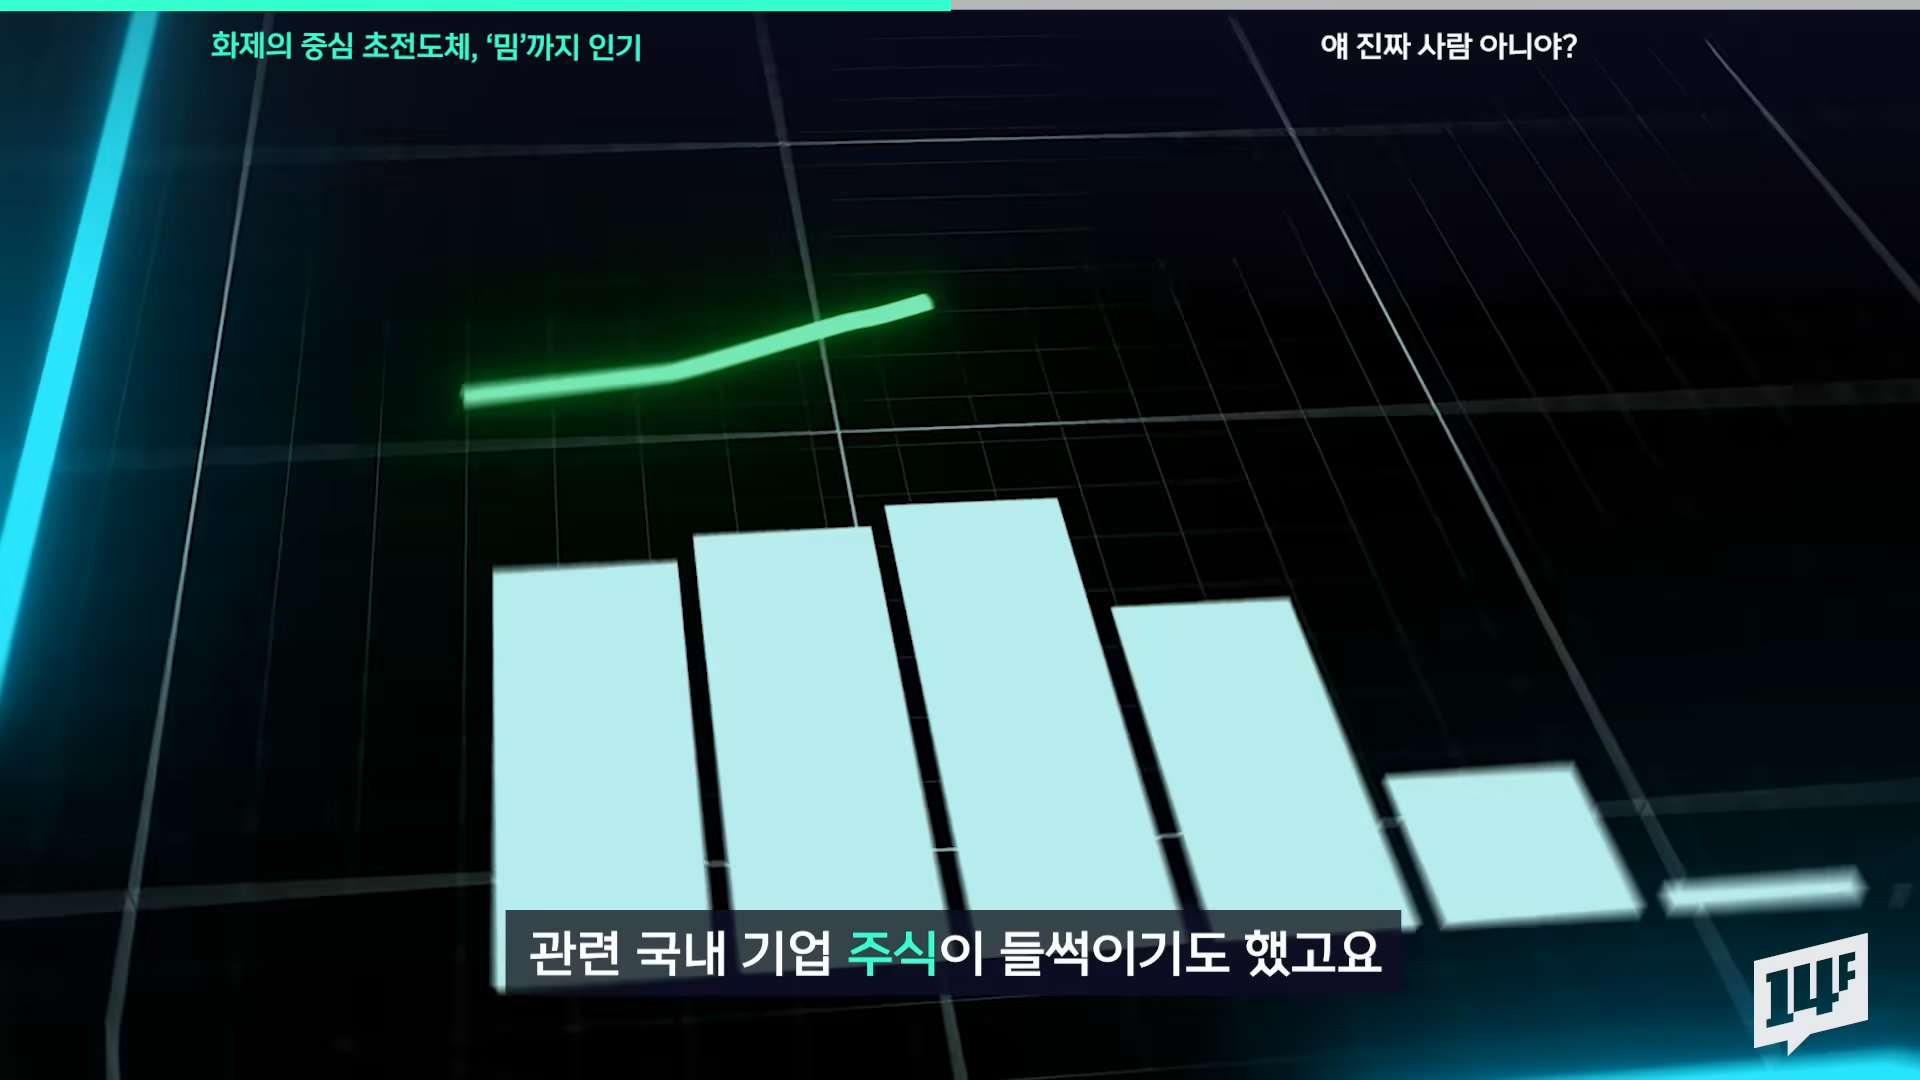 화제의 중심 초전도체, ‘밈’까지 인기
얘 진짜 사람 아니야?
관련 국내 기업 주식이 들썩이기도 했고요
14F